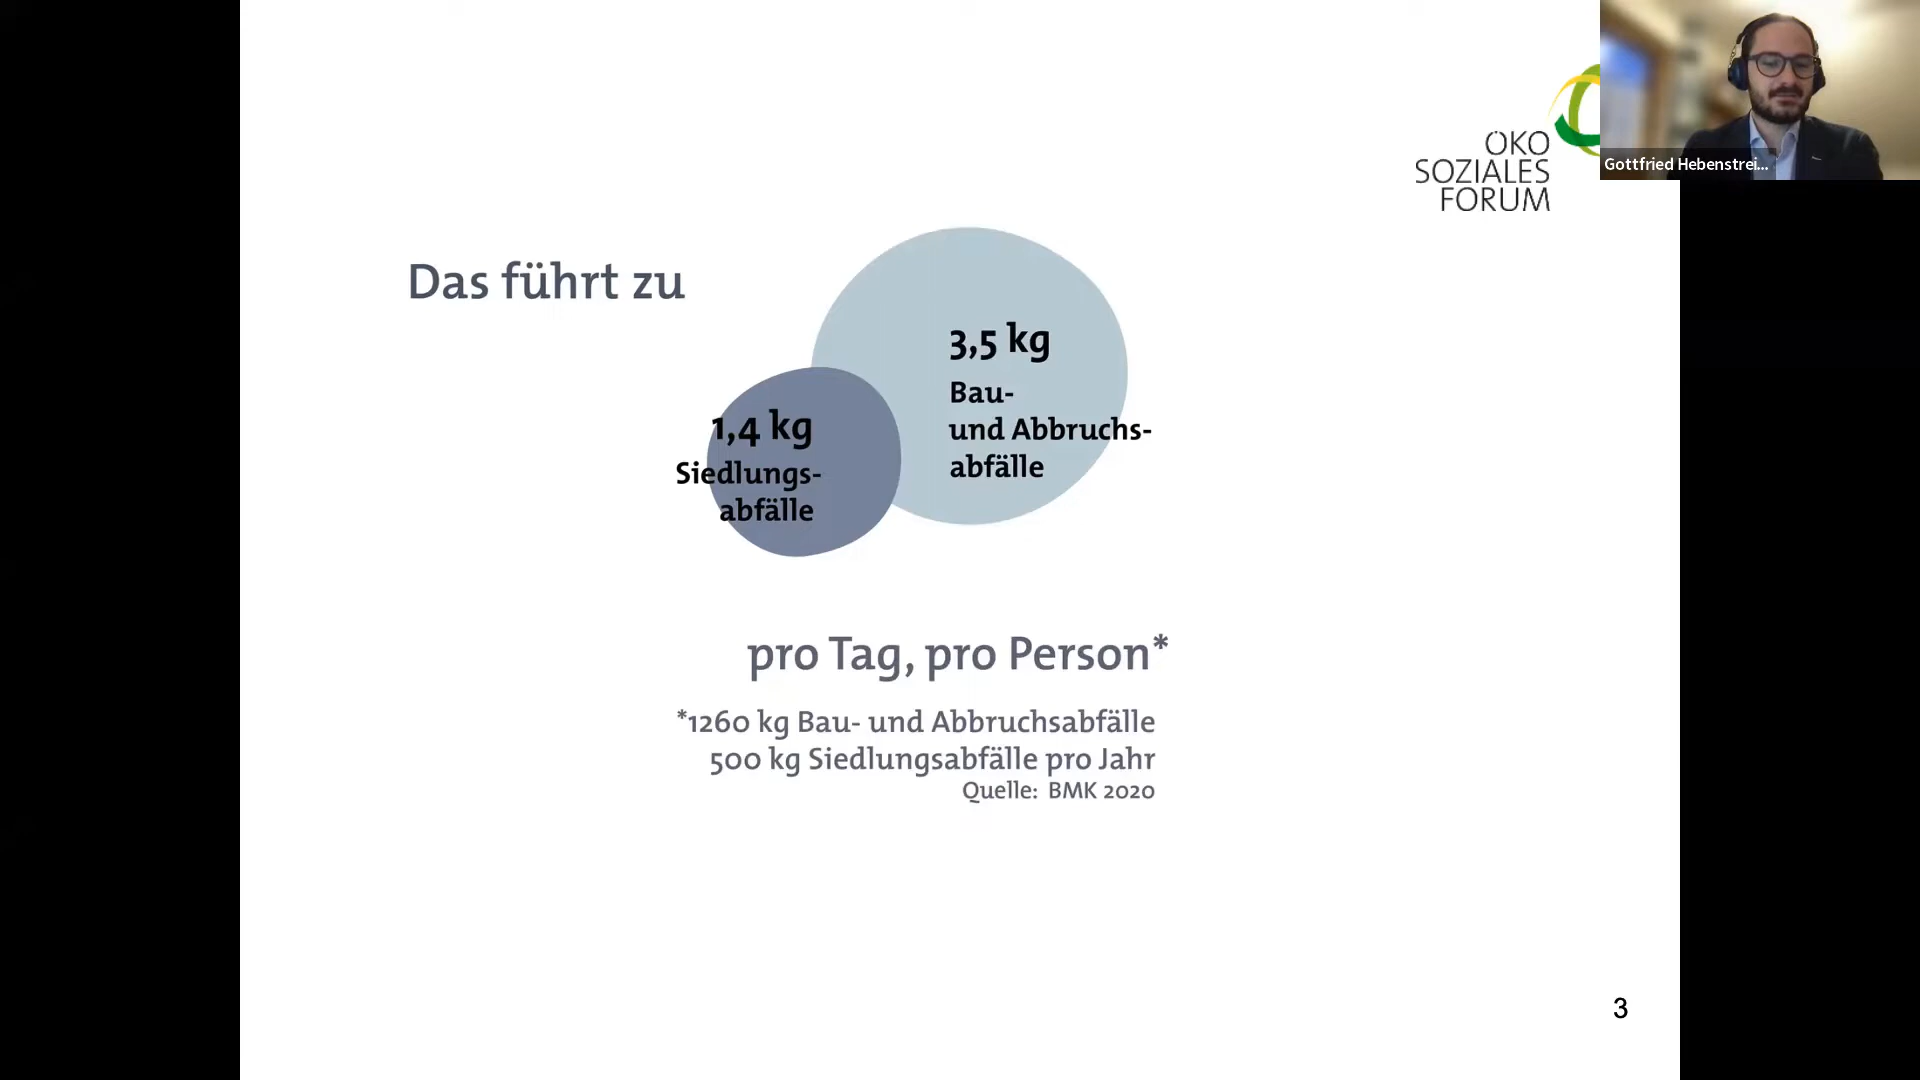 ÖKO
SOZIALES
FORUM
Gottfried Hebenstrei...
Das führt zu
3,5 kg
Bau-
und Abbruchs-
abfälle
1,4 kg
Siedlungs-
abfälle
pro Tag, pro Person*
*1260 kg Bau- und Abbruchsabfälle
500 kg Siedlungsabfälle pro Jahr
Quelle: BMK 2020
3